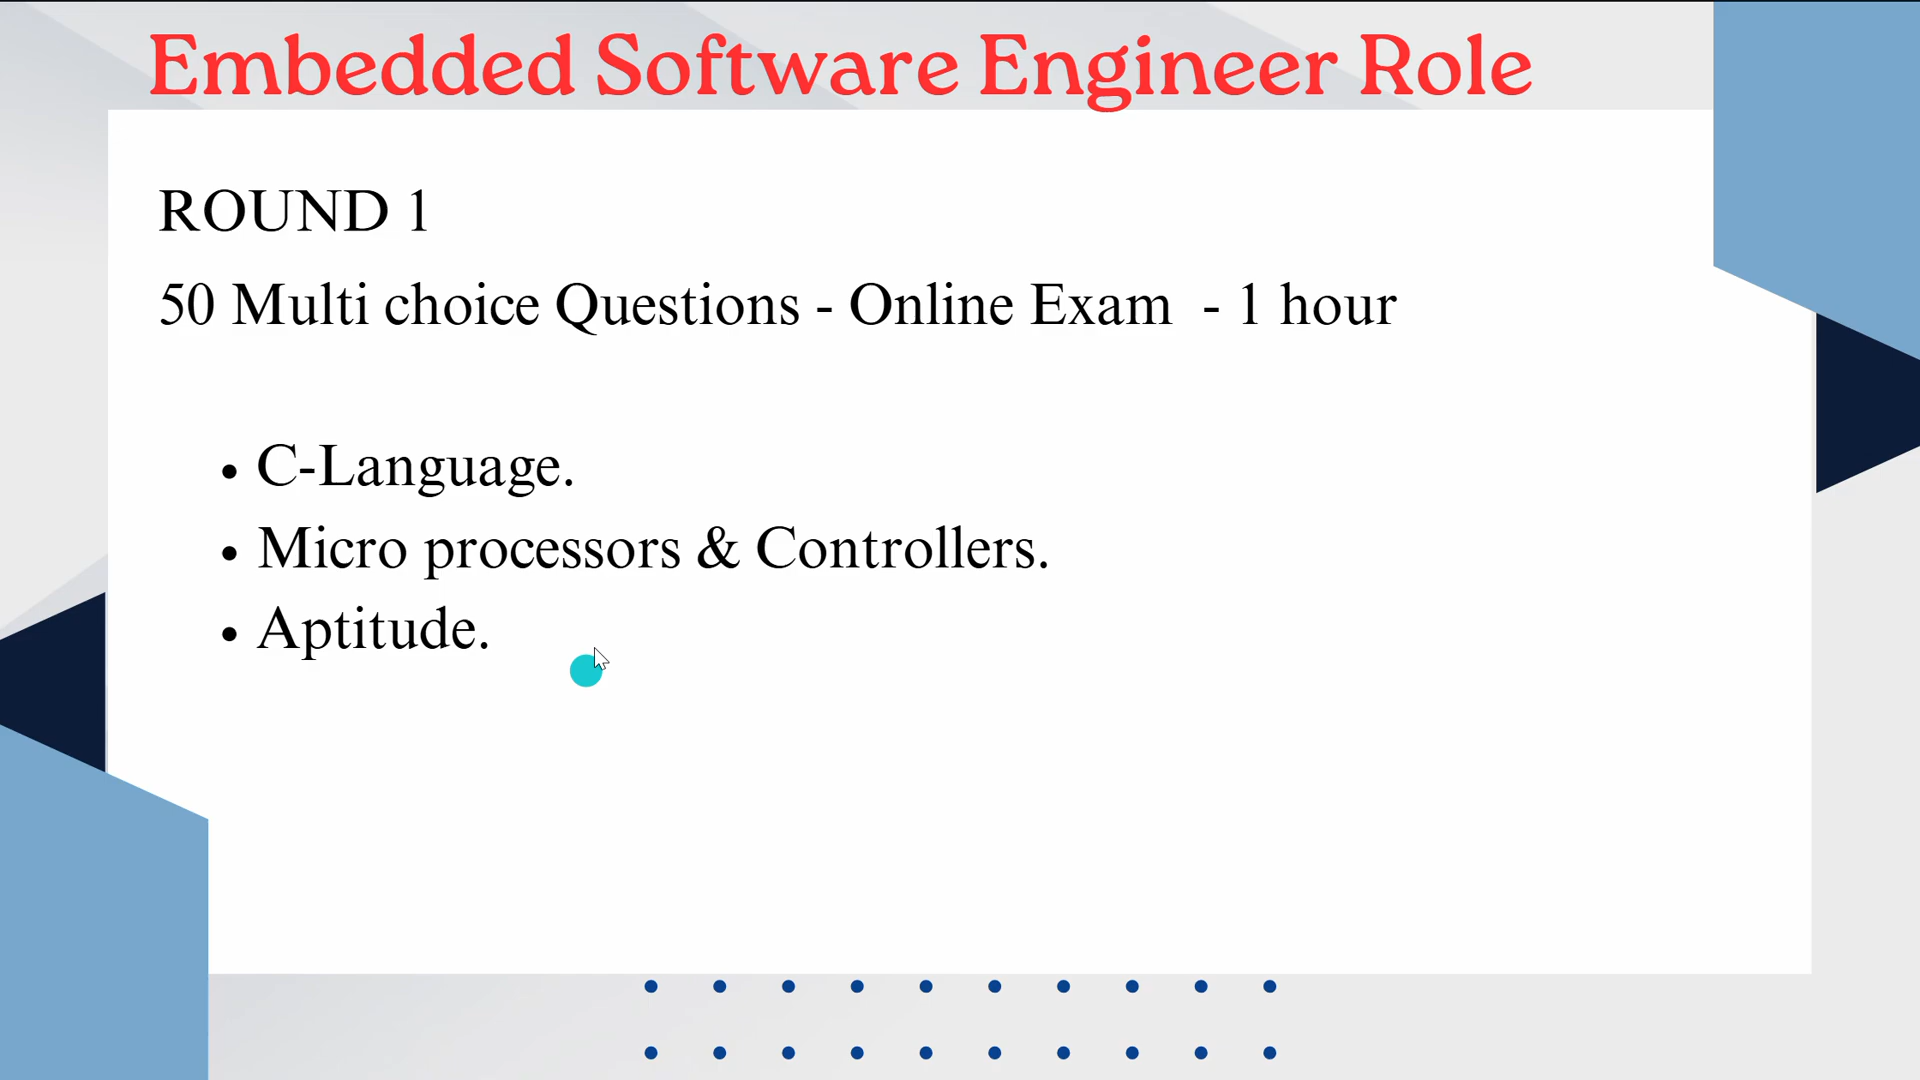 Embedded Software Engineer Role
ROUND 1
50 Multi choice Questions - Online Exam - 1 hour
• C-Language.
• Micro processors & Controllers.
• Aptitude.